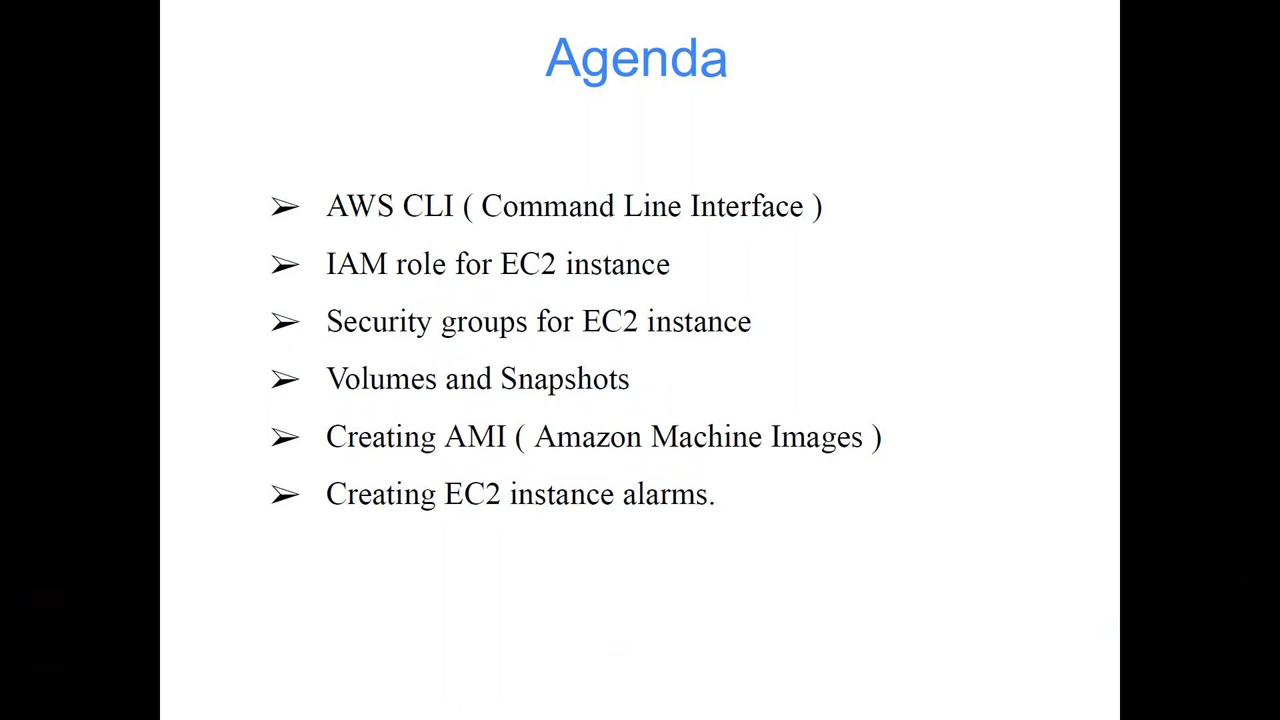 Agenda
➢ AWS CLI ( Command Line Interface )
➢ IAM role for EC2 instance
➢ Security groups for EC2 instance
➢ Volumes and Snapshots
➢ Creating AMI ( Amazon Machine Images )
➢ Creating EC2 instance alarms.